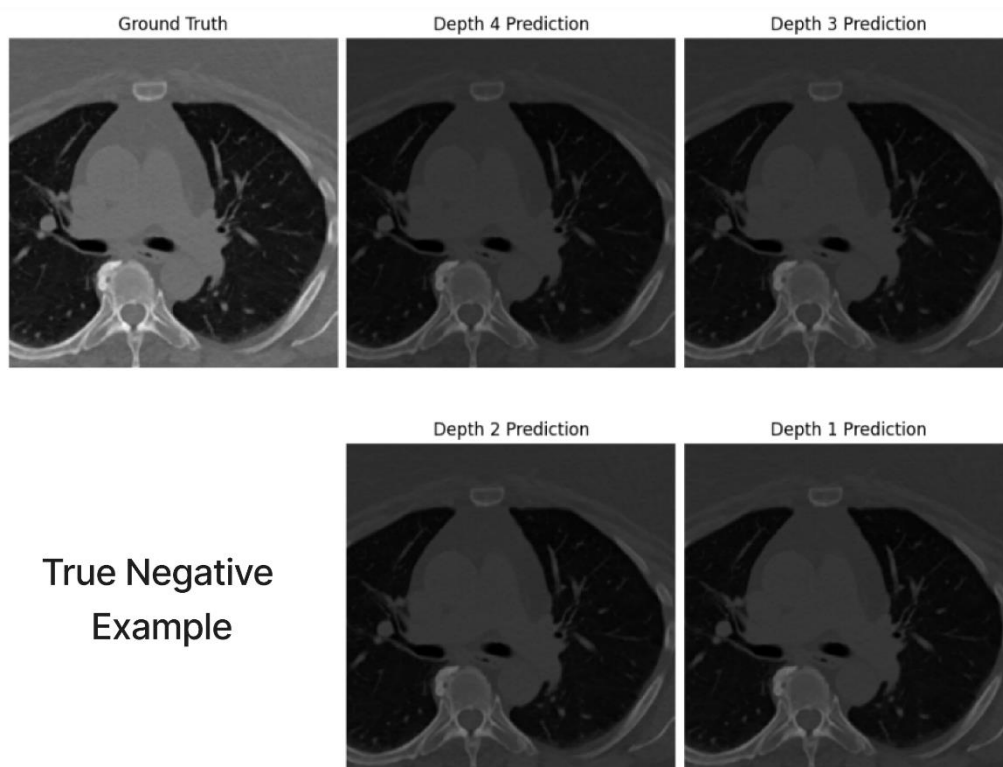 Ground Truth
Depth 4 Prediction
Depth 3 Prediction
Depth 2 Prediction
Depth 1 Prediction
True Negative
Example